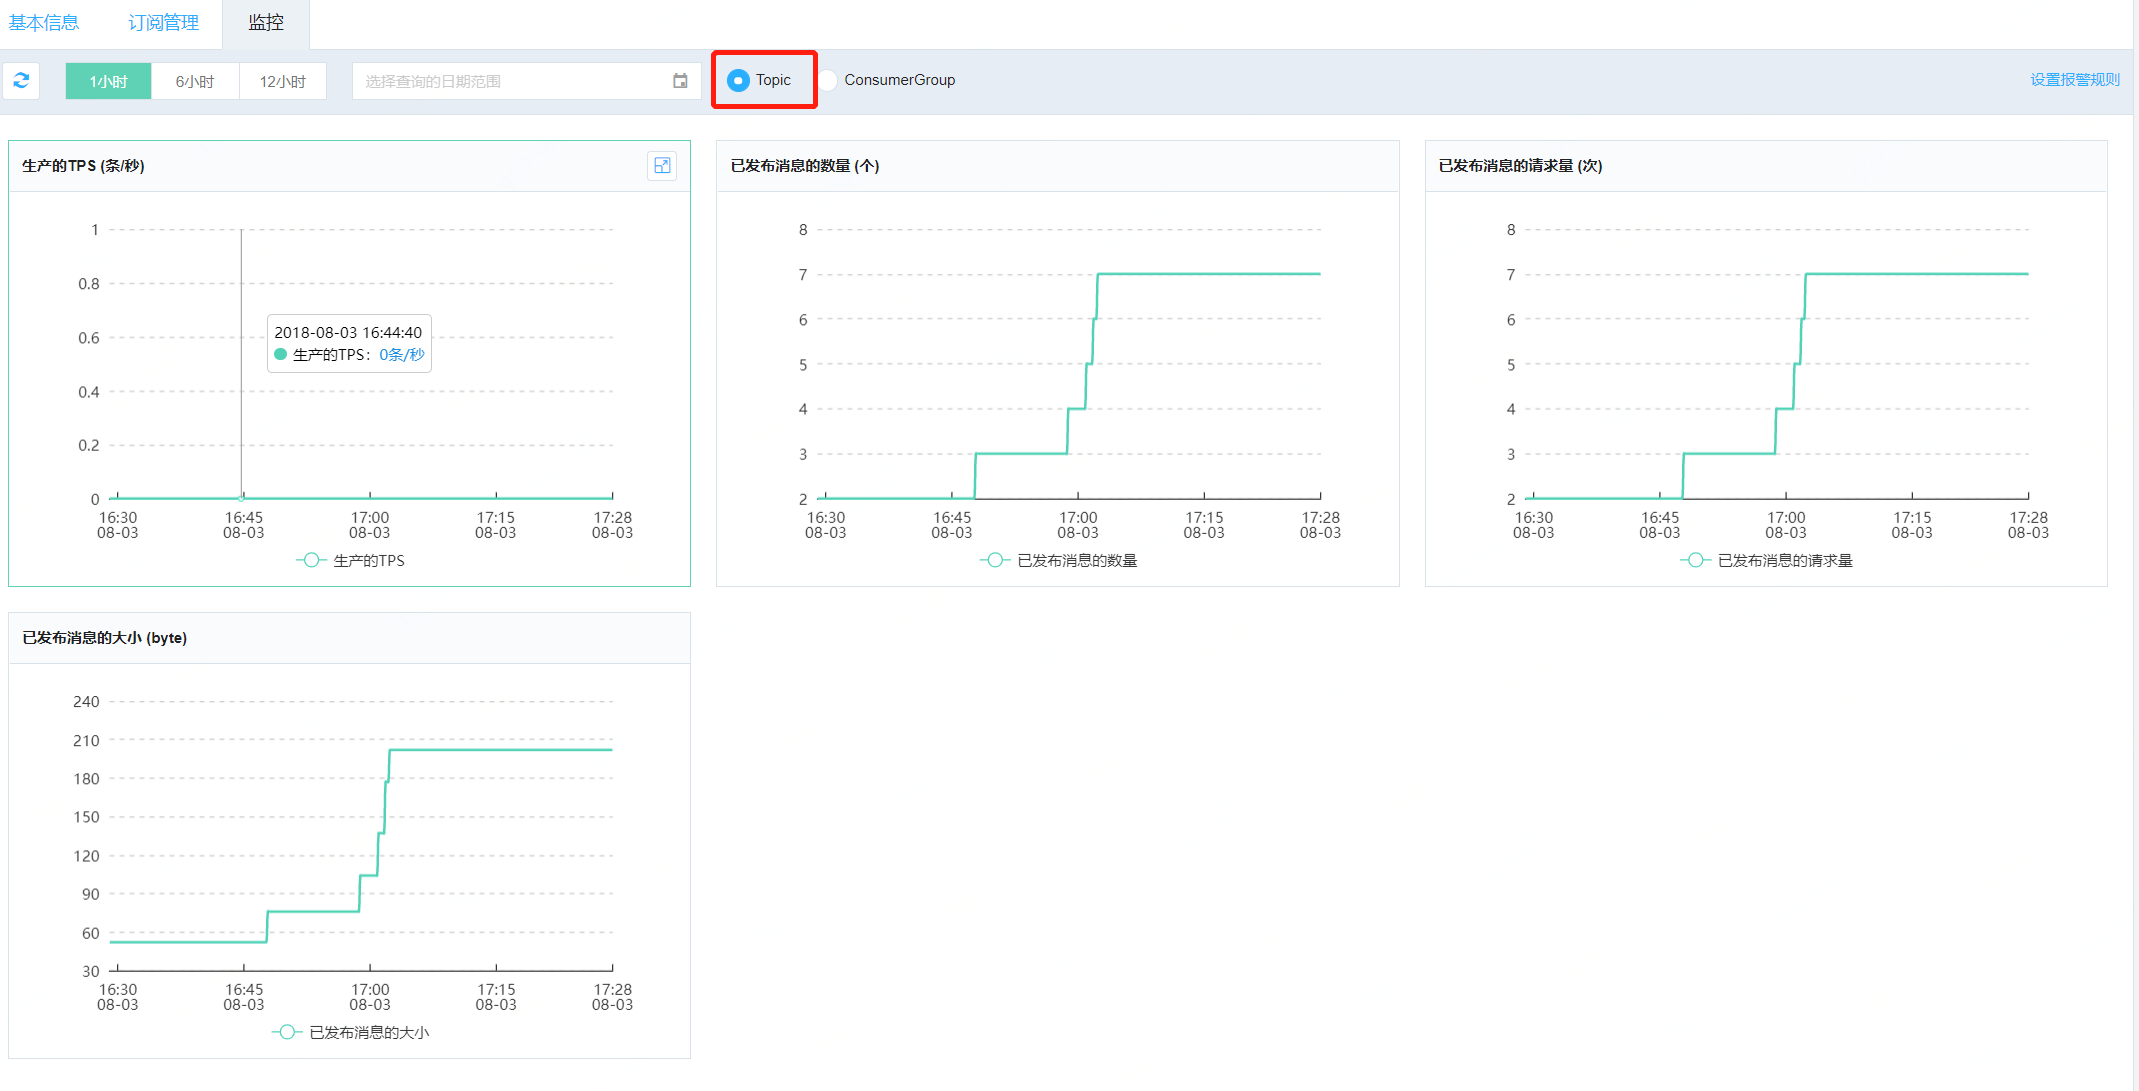 基本信息 订阅管理 监控
1小时 6小时 12小时 选择查询的日期范围 Topic ConsumerGroup 设置报警规则
生产的TPS (条/秒)
1
0.8
0.6
0.4
0.2
0
2018-08-03 16:44:40
生产的TPS: 0条/秒
16:30 16:45 17:00 17:15 17:28
08-03 08-03 08-03 08-03 08-03
生产的TPS
已发布消息的数量 (个)
8
7
6
5
4
3
2
16:30 16:45 17:00 17:15 17:28
08-03 08-03 08-03 08-03 08-03
已发布消息的数量
已发布消息的请求量 (次)
8
7
6
5
4
3
2
16:30 16:45 17:00 17:15 17:28
08-03 08-03 08-03 08-03 08-03
已发布消息的请求量
已发布消息的大小 (byte)
240
210
180
150
120
90
60
30
16:30 16:45 17:00 17:15 17:28
08-03 08-03 08-03 08-03 08-03
已发布消息的大小